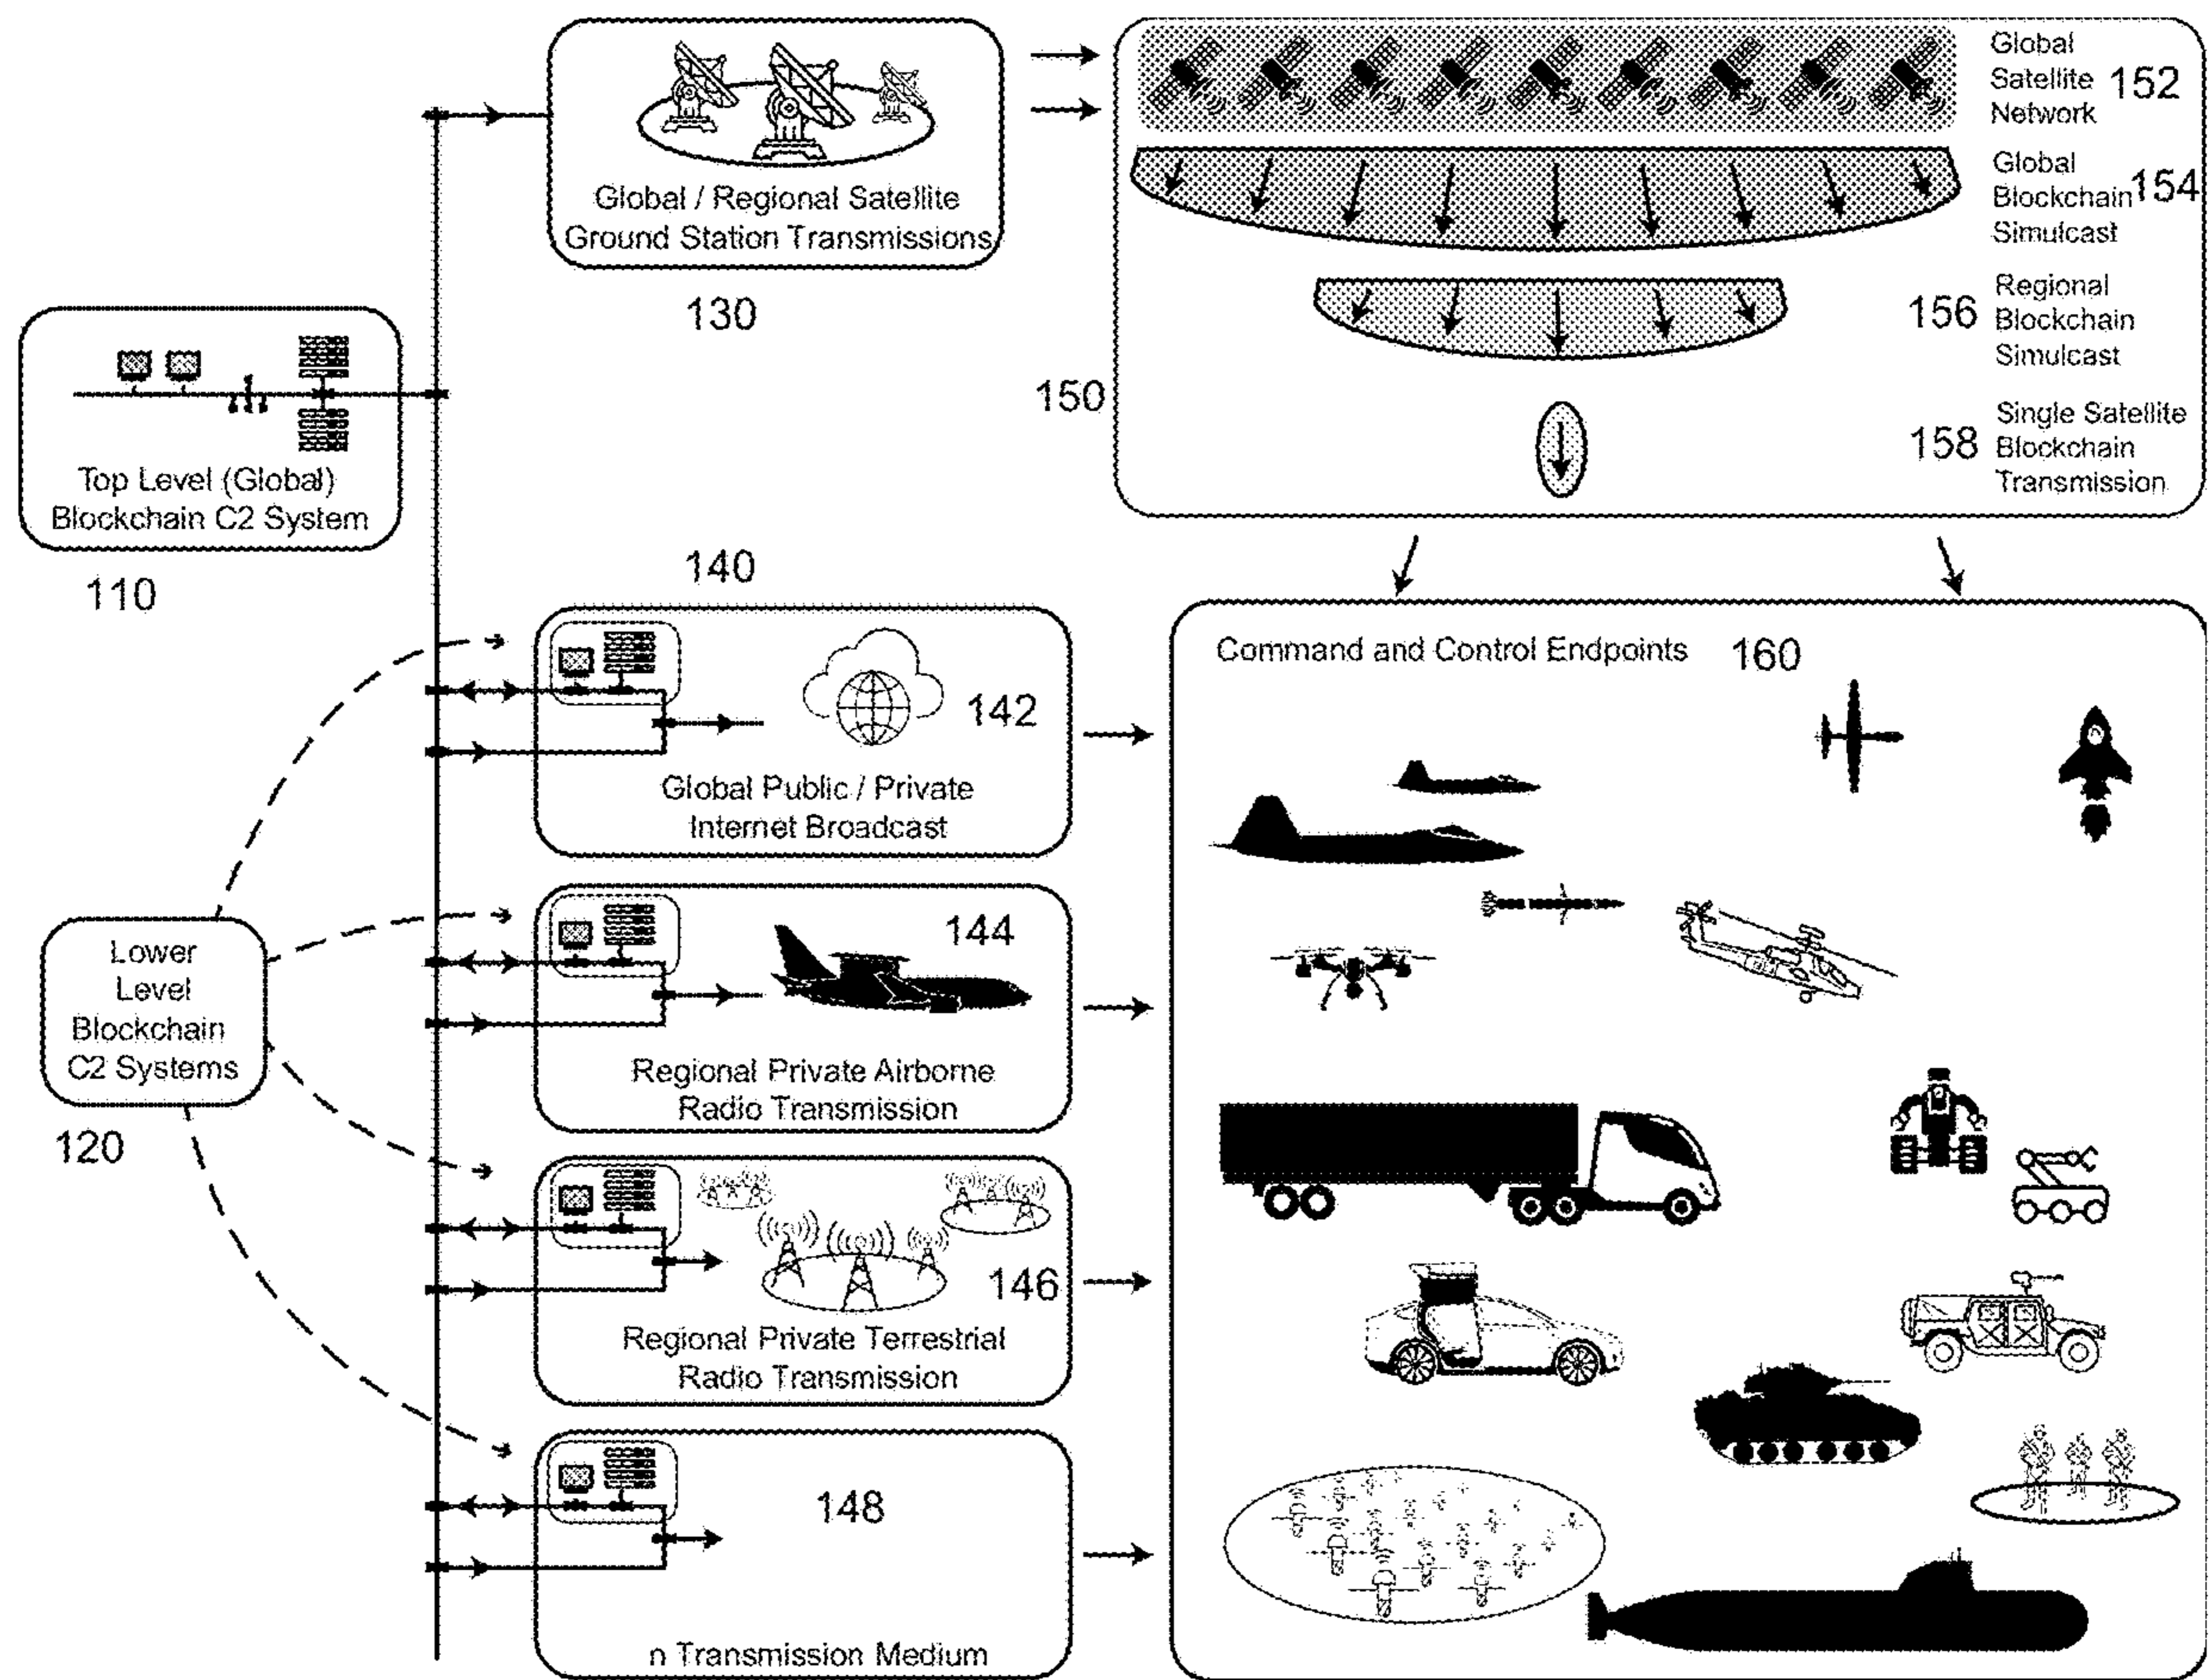 Global / Regional Satellite
Ground Station Transmissions
130
Global
Satellite
Network
152
Global
Blockchain
Simulcast
154
156
Regional
Blockchain
Simulcast
150
158
Single Satellite
Blockchain
Transmission
Top Level (Global)
Blockchain C2 System
110
140
142
Global Public / Private
Internet Broadcast
Command and Control Endpoints 160
Lower
Level
Blockchain
C2 Systems
120
144
Regional Private Airborne
Radio Transmission
146
Regional Private Terrestrial
Radio Transmission
148
n Transmission Medium